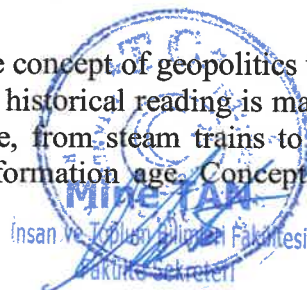 e concept of geopolitics
historical reading is ma
e, from steam trains to
formation age. Concept
T.C.
Mine TAN
İnsan ve Toplum Bilimleri Fakültesi
Fakülte Sekreteri